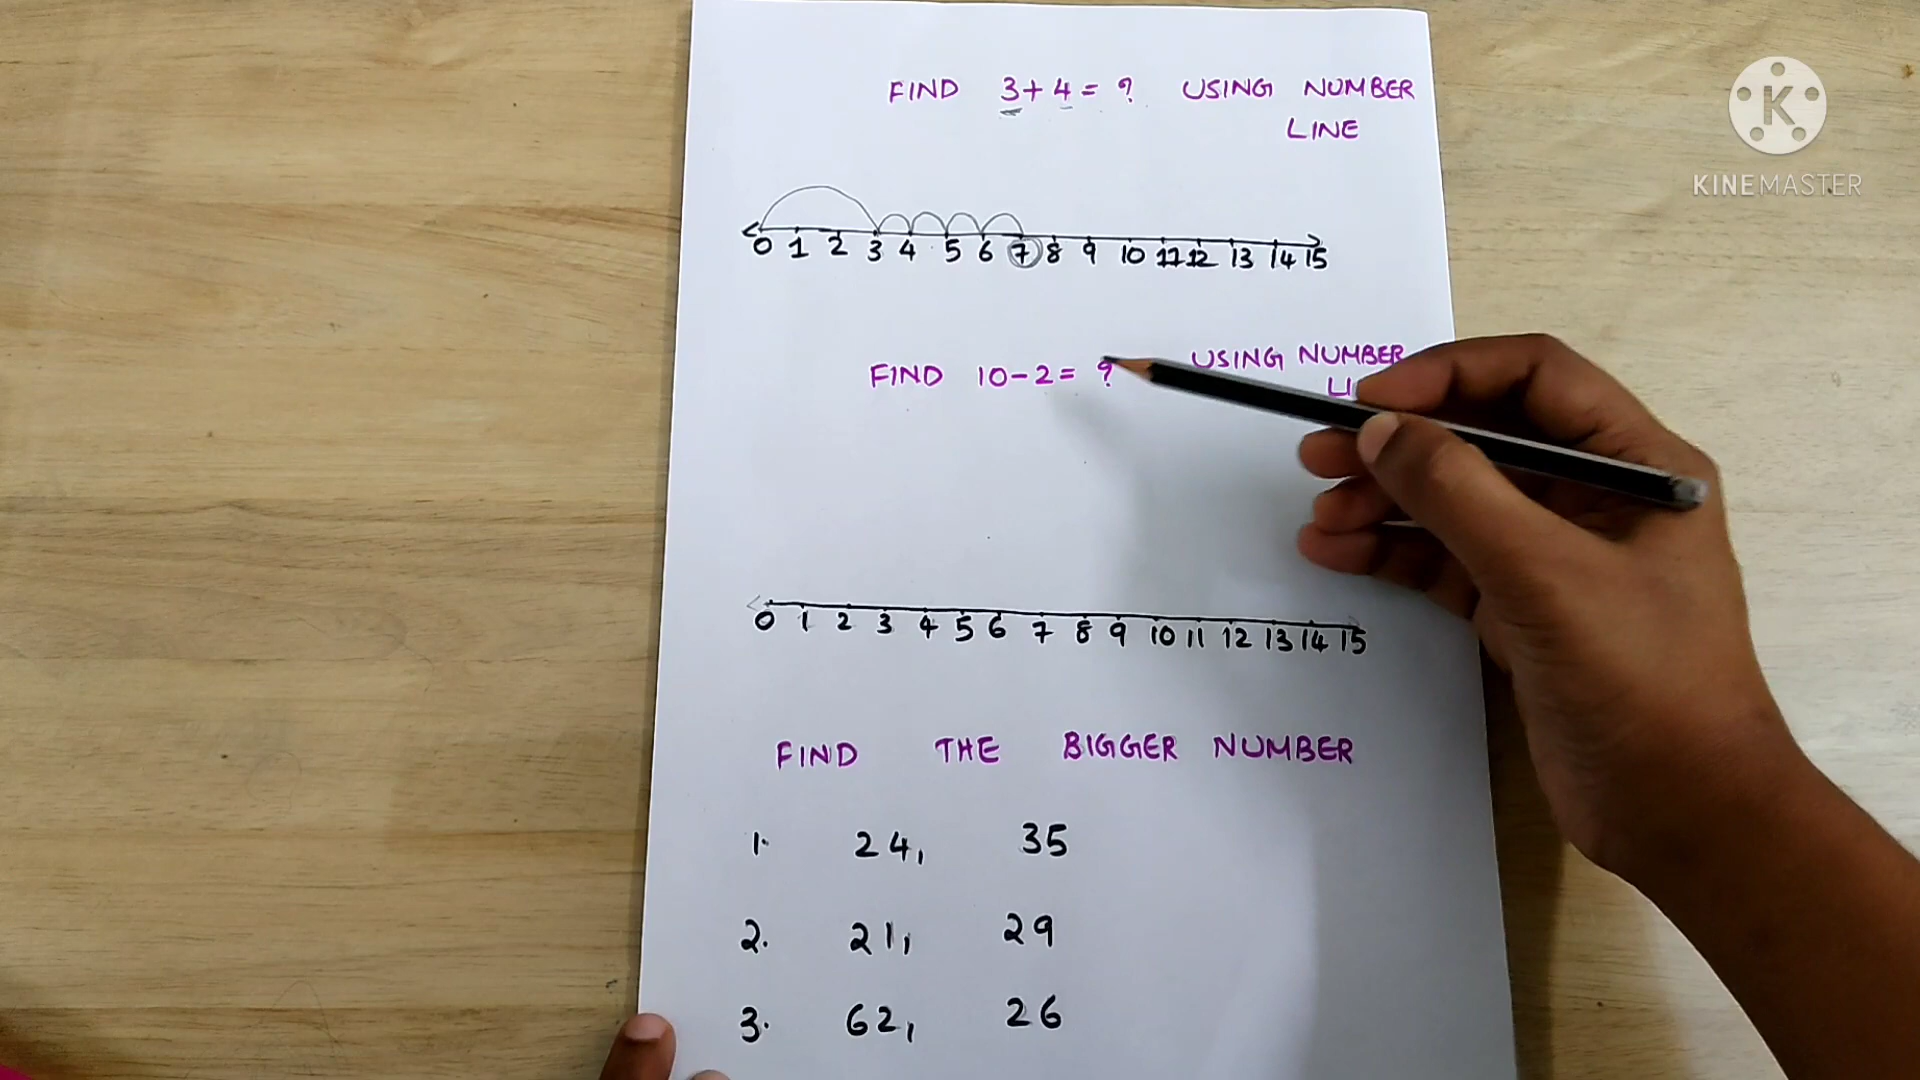 FIND 3 + 4 = ? USING NUMBER
LINE
0 1 2 3 4 5 6 7 8 9 10 11 12 13 14 15
FIND 10 - 2 = ? USING NUMBER
0 1 2 3 4 5 6 7 8 9 10 11 12 13 14 15
FIND THE BIGGER NUMBER
1. 24, 35
2. 21, 29
3. 62, 26
K
KINEMASTER